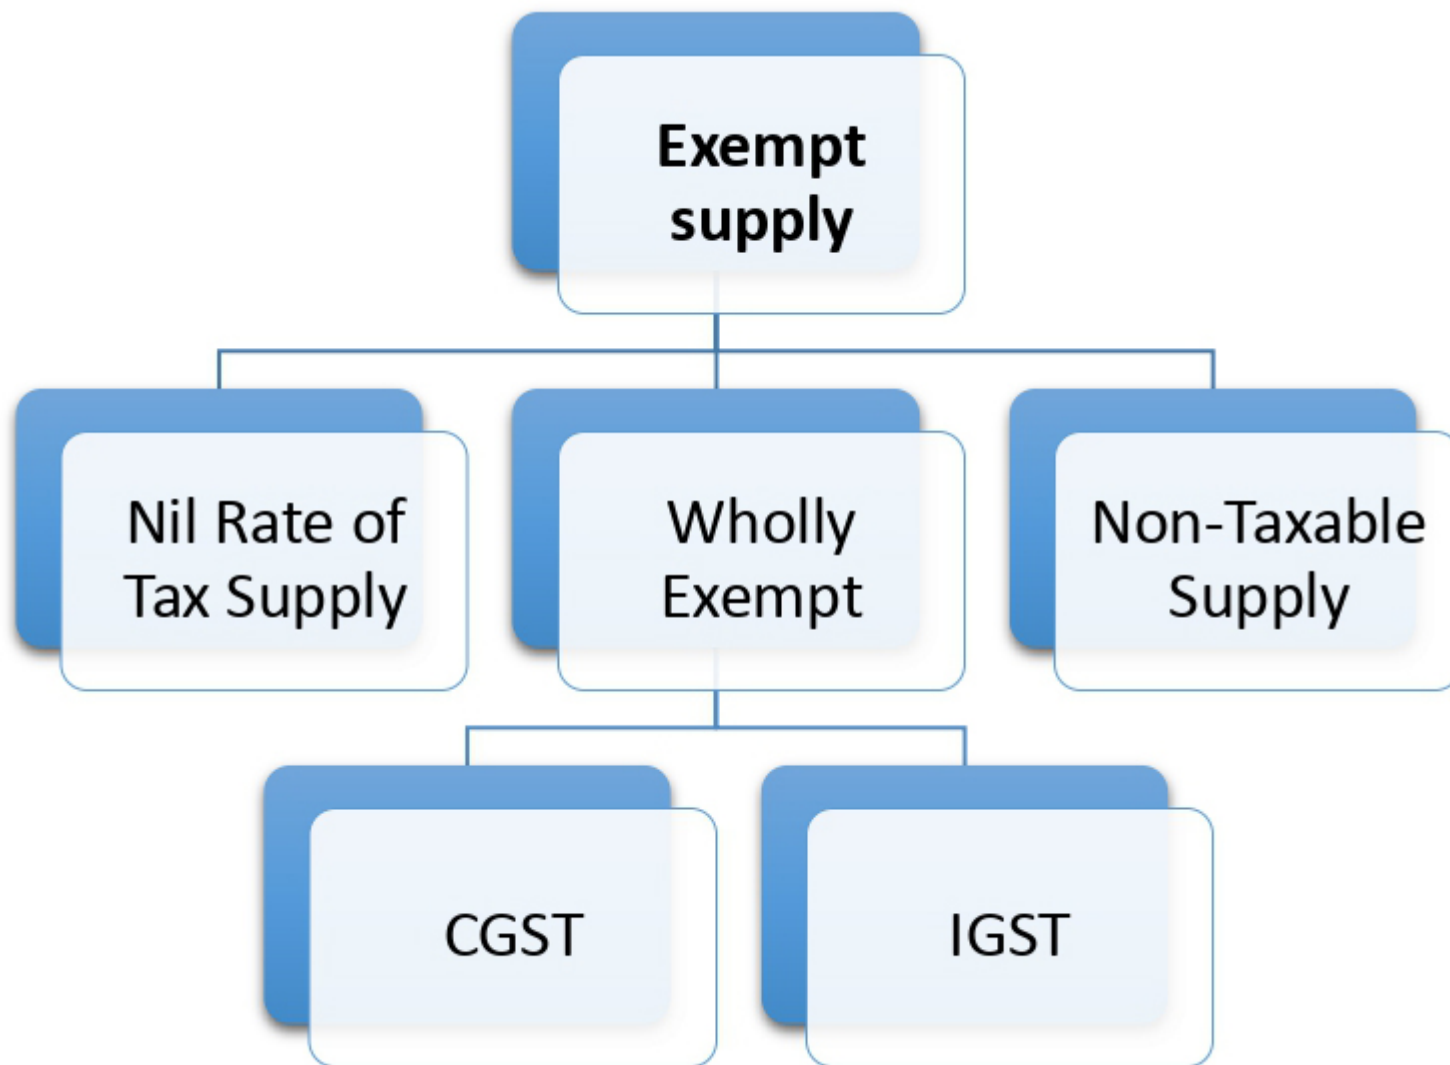 Exempt
supply
Nil Rate of
Tax Supply
Wholly
Exempt
Non-Taxable
Supply
CGST
IGST